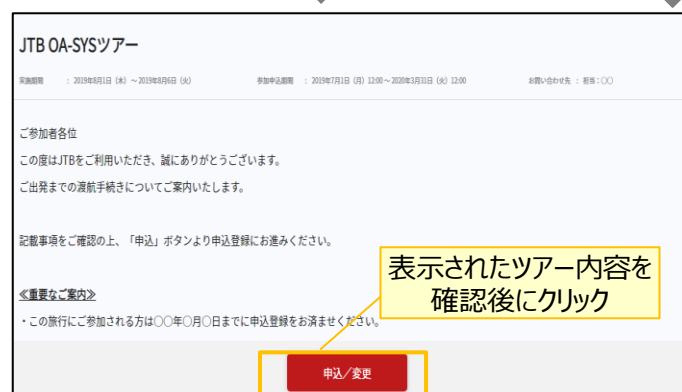 JTB OA-SYSツアー
実施期間 : 2019年8月1日 (木) ～2019年8月6日 (火) 参加申込期間 : 2019年7月1日 (月) 12:00～2020年3月31日 (火) 12:00 お問い合わせ先 : 担当:〇〇
ご参加者各位
この度はJTBをご利用いただき、誠にありがとうございます。
ご出発までの渡航手続きについてご案内いたします。
記載事項をご確認の上、「申込」ボタンより申込登録にお進みください。
表示されたツアー内容を
確認後にクリック
≪重要なご案内≫
・この旅行にご参加される方は〇〇年〇月〇日までに申込登録をお済ませください。
申込／変更